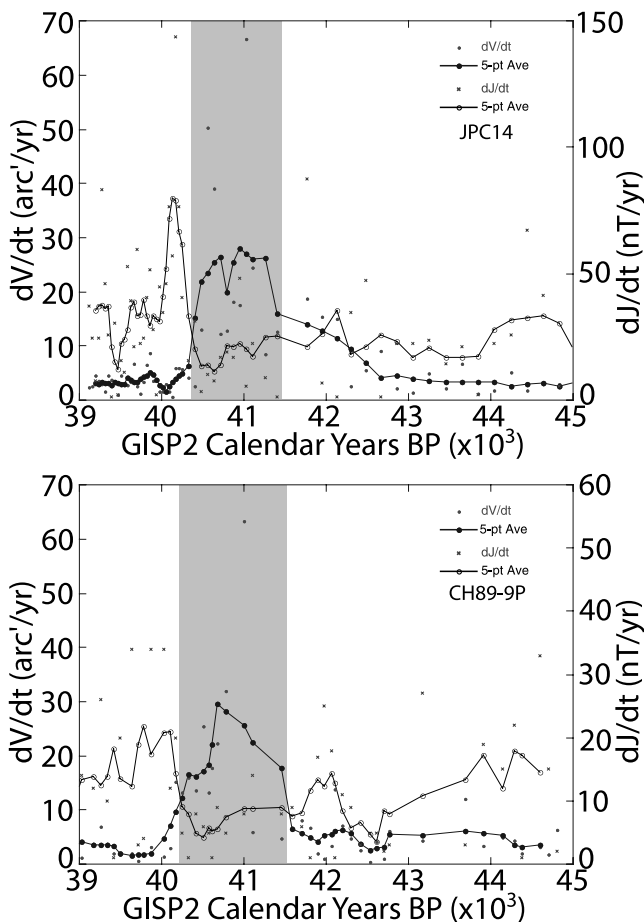 70
60
50
40
30
20
10
0
dV/dt (arc'/yr)
150
100
50
0
dJ/dt (nT/yr)
dV/dt
5-pt Ave
dJ/dt
5-pt Ave
JPC14
39 40 41 42 43 44 45
GISP2 Calendar Years BP (x10³)
70
60
50
40
30
20
10
0
dV/dt (arc'/yr)
60
50
40
30
20
10
0
dJ/dt (nT/yr)
dV/dt
5-pt Ave
dJ/dt
5-pt Ave
CH89-9P
39 40 41 42 43 44 45
GISP2 Calendar Years BP (x10³)